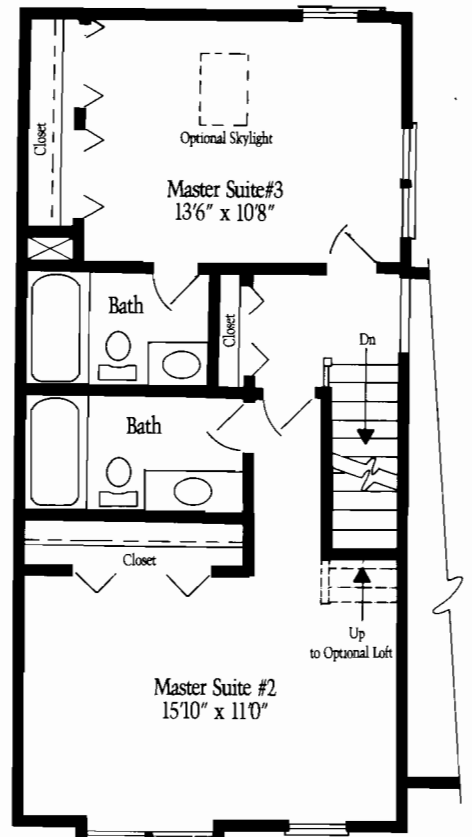 Closet
Optional Skylight
Master Suite#3
13'6" x 10'8"
Bath
Closet
Dn
Bath
Closet
Up
to Optional Loft
Master Suite #2
15'10" x 11'0"